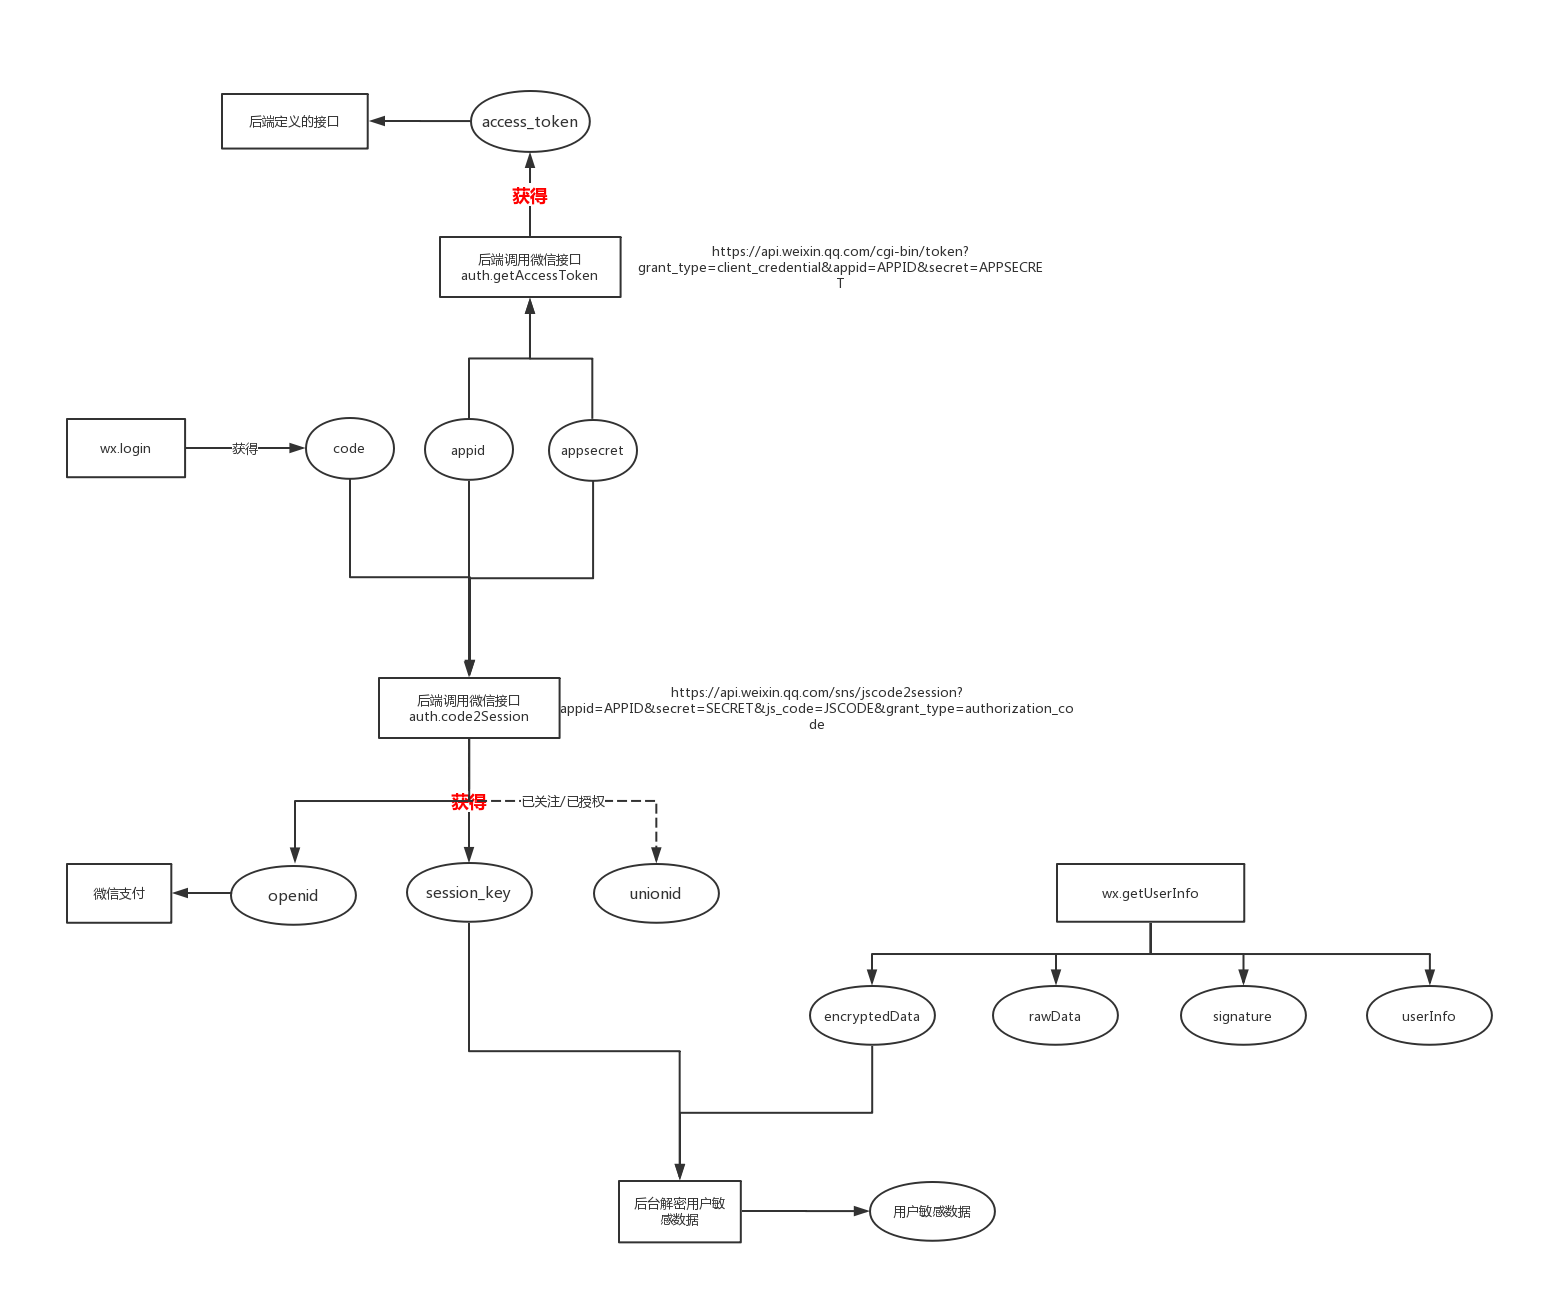 后端定义的接口
access_token
获得
后端调用微信接口
auth.getAccessToken
https://api.weixin.qq.com/cgi-bin/token?
grant_type=client_credential&appid=APPID&secret=APPSECRE
T
wx.login
获得
code
appid
appsecret
后端调用微信接口
auth.code2Session
https://api.weixin.qq.com/sns/jscode2session?
appid=APPID&secret=SECRET&js_code=JSCODE&grant_type=authorization_co
de
获得
已关注/已授权
微信支付
openid
session_key
unionid
wx.getUserInfo
encryptedData
rawData
signature
userInfo
后台解密用户敏
感数据
用户敏感数据